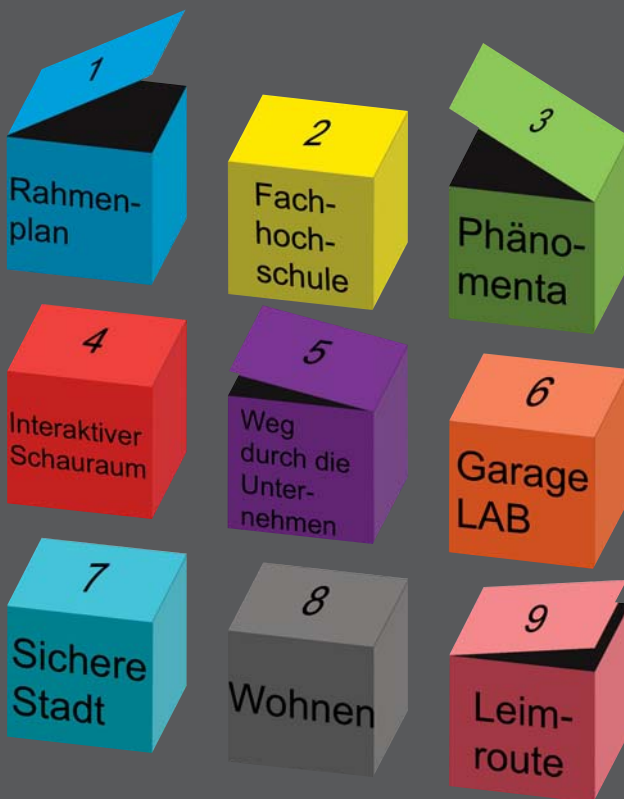 1
Rahmen-
plan
2
Fach-
hoch-
schule
3
Phäno-
menta
4
Interaktiver
Schauraum
5
Weg
durch die
Unter-
nehmen
6
Garage
LAB
7
Sichere
Stadt
8
Wohnen
9
Leim-
route